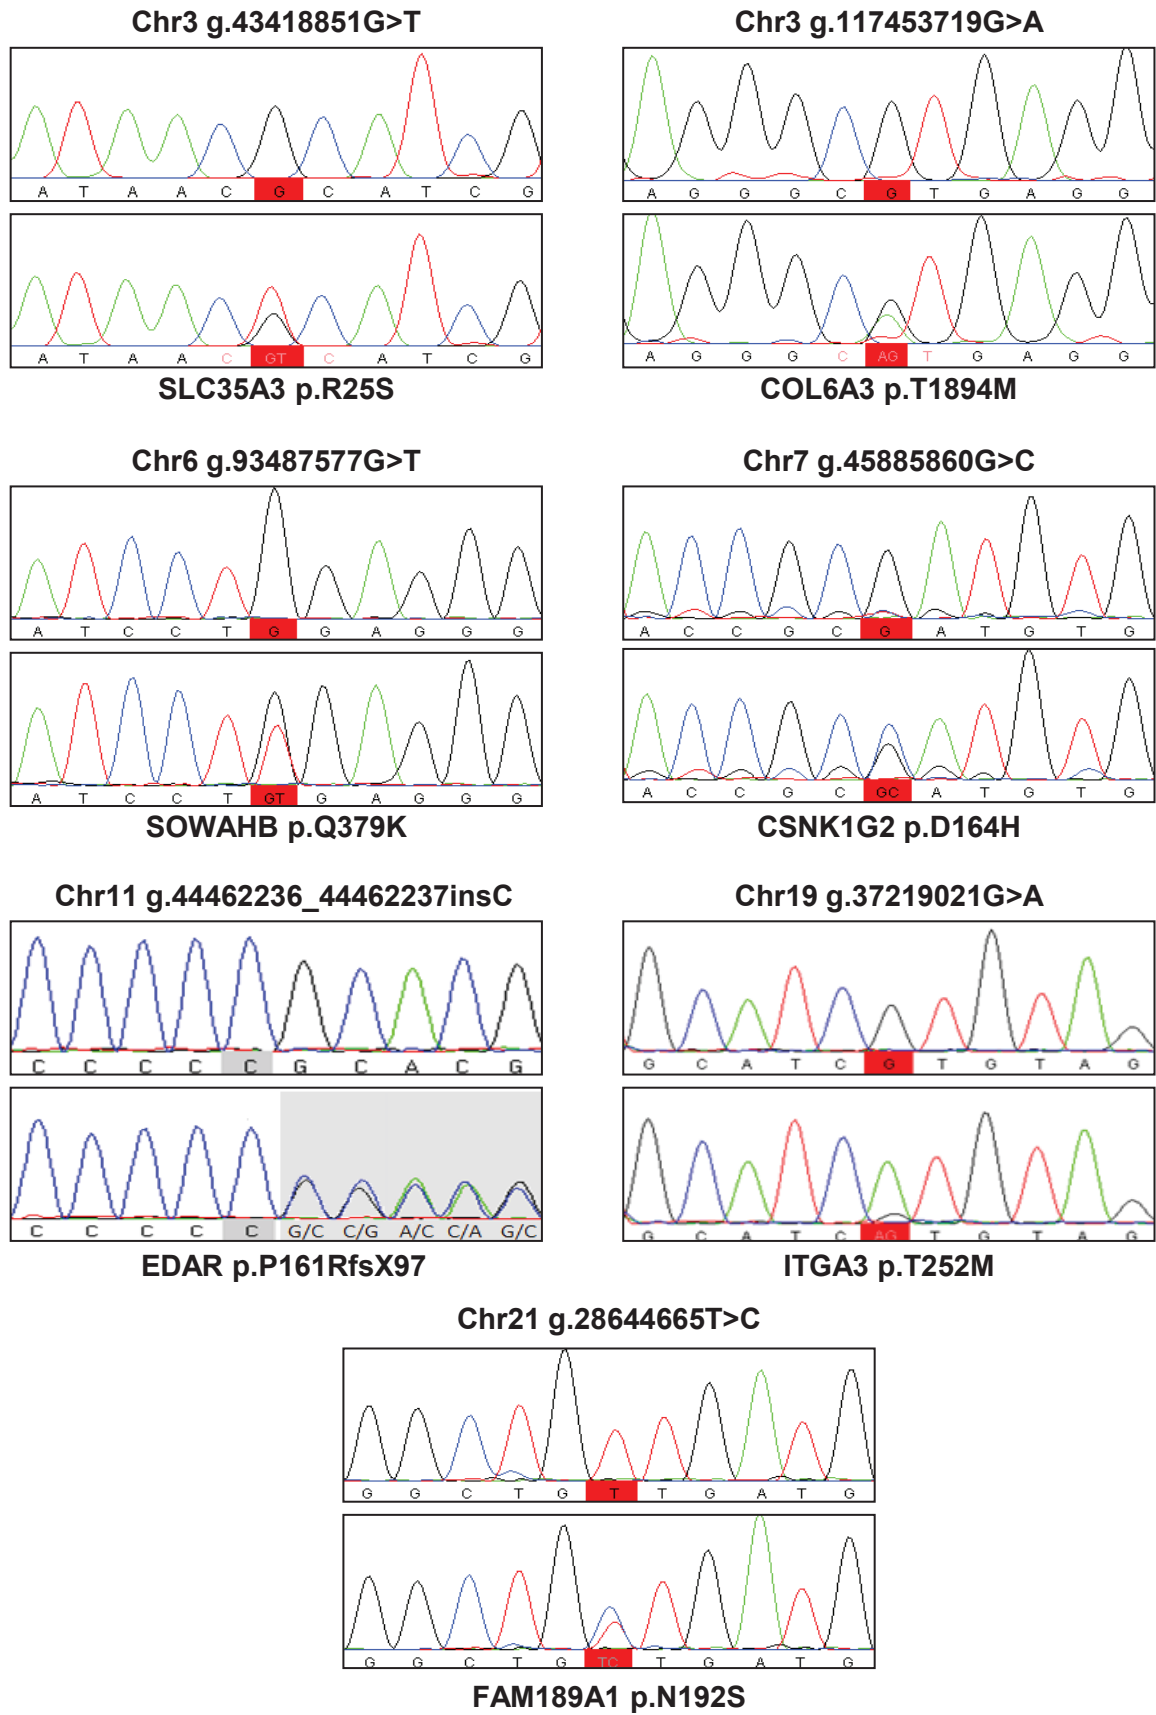 Chr3 g.43418851G>T
A T A A C G C A T C G
A T A A C GT C A T C G
SLC35A3 p.R25S
Chr3 g.117453719G>A
A G G G C G T G A G G
A G G G C AG T G A G G
COL6A3 p.T1894M
Chr6 g.93487577G>T
A T C C T G G A G G G
A T C C T GT G A G G G
SOWAHB p.Q379K
Chr7 g.45885860G>C
A C C G C G A T G T G
A C C G C GC A T G T G
CSNK1G2 p.D164H
Chr11 g.44462236_44462237insC
C C C C C G C A C G
C C C C C G/C C/G A/C C/A G/C
EDAR p.P161RfsX97
Chr19 g.37219021G>A
G C A T C G T G T A G
G C A T C AG T G T A G
ITGA3 p.T252M
Chr21 g.28644665T>C
G G C T G T T G A T G
G G C T G TC T G A T G
FAM189A1 p.N192S